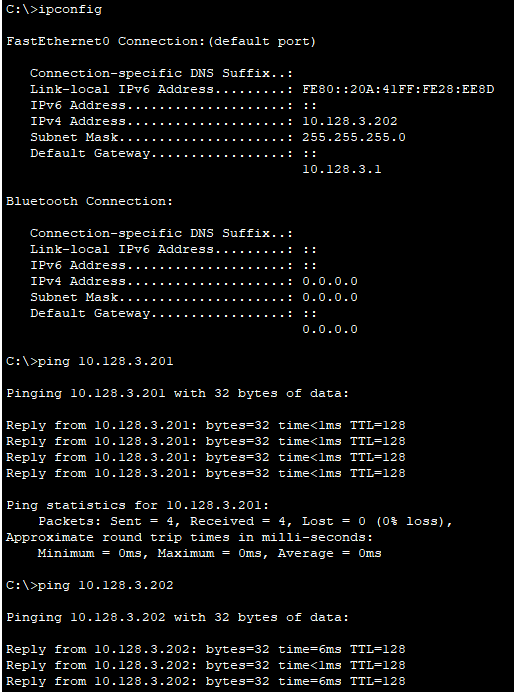 C:\>ipconfig
FastEthernet0 Connection:(default port)
Connection-specific DNS Suffix..:
Link-local IPv6 Address.........: FE80::20A:41FF:FE28:EE8D
IPv6 Address....................: ::
IPv4 Address....................: 10.128.3.202
Subnet Mask.....................: 255.255.255.0
Default Gateway.................: ::
10.128.3.1
Bluetooth Connection:
Connection-specific DNS Suffix..:
Link-local IPv6 Address.........: ::
IPv6 Address....................: ::
IPv4 Address....................: 0.0.0.0
Subnet Mask.....................: 0.0.0.0
Default Gateway.................: ::
0.0.0.0
C:\>ping 10.128.3.201
Pinging 10.128.3.201 with 32 bytes of data:
Reply from 10.128.3.201: bytes=32 time<1ms TTL=128
Reply from 10.128.3.201: bytes=32 time<1ms TTL=128
Reply from 10.128.3.201: bytes=32 time<1ms TTL=128
Reply from 10.128.3.201: bytes=32 time<1ms TTL=128
Ping statistics for 10.128.3.201:
Packets: Sent = 4, Received = 4, Lost = 0 (0% loss),
Approximate round trip times in milli-seconds:
Minimum = 0ms, Maximum = 0ms, Average = 0ms
C:\>ping 10.128.3.202
Pinging 10.128.3.202 with 32 bytes of data:
Reply from 10.128.3.202: bytes=32 time=6ms TTL=128
Reply from 10.128.3.202: bytes=32 time<1ms TTL=128
Reply from 10.128.3.202: bytes=32 time=6ms TTL=128